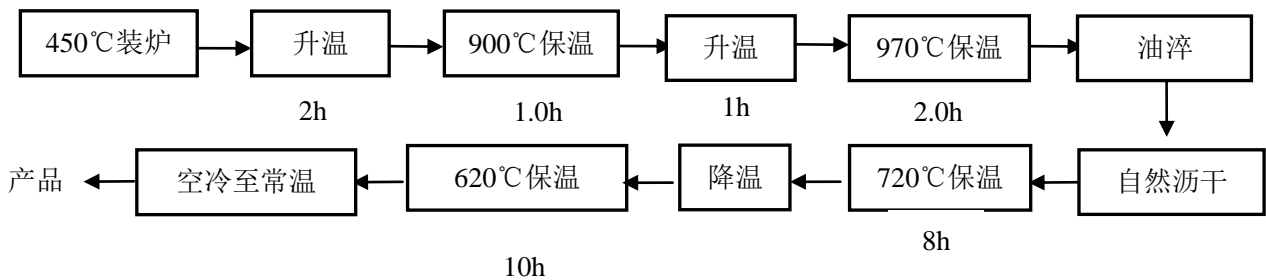 450℃装炉 升温 900℃保温 升温 970℃保温 油淬
2h 1.0h 1h 2.0h
产品 空冷至常温 620℃保温 降温 720℃保温 自然沥干
10h 8h